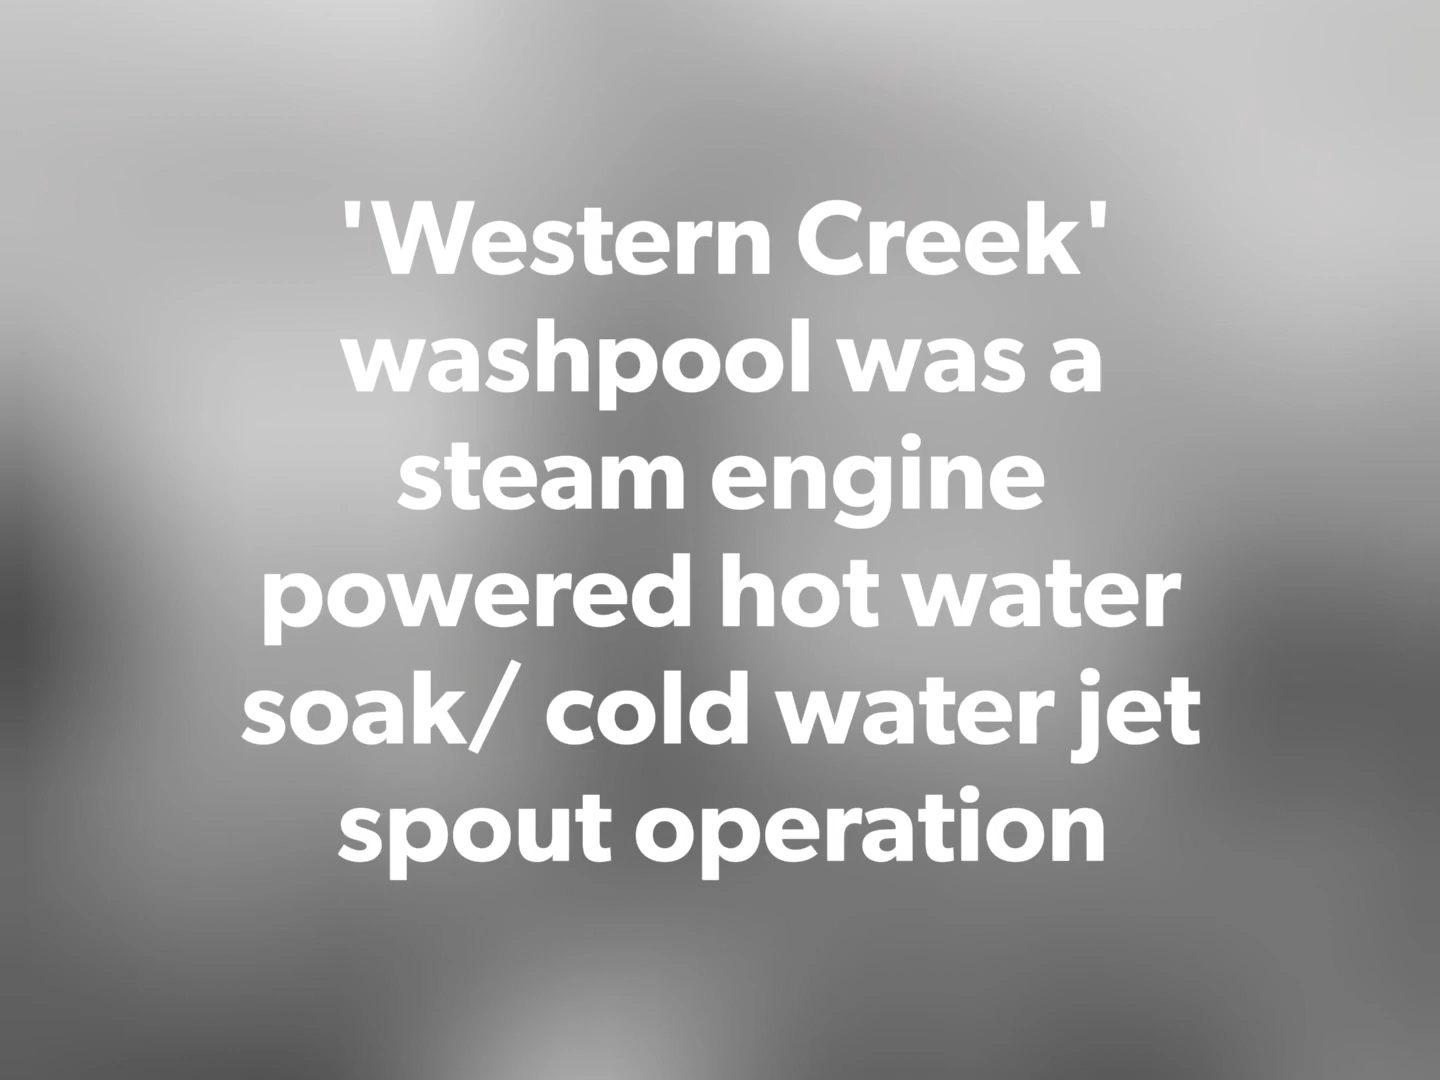 'Western Creek'
washpool was a
steam engine
powered hot water
soak/ cold water jet
spout operation